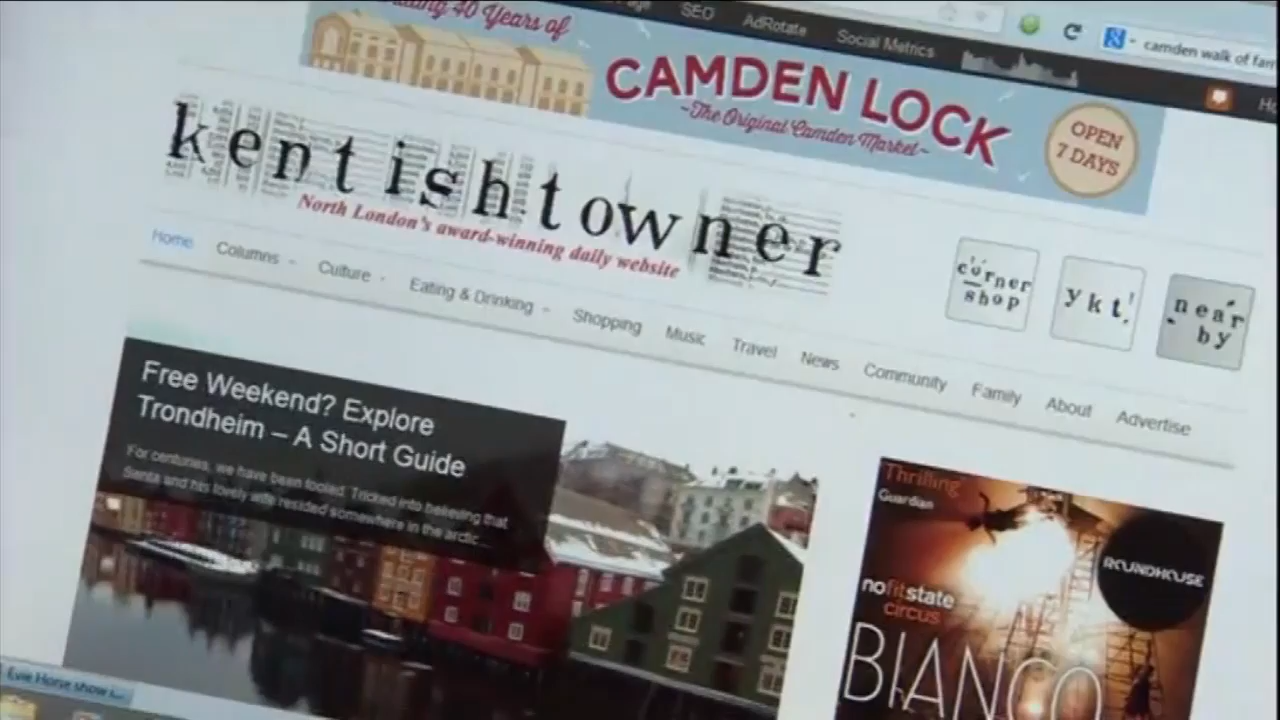 SEO AdRotate Social Metrics
camden walk of fam
40 Years of
CAMDEN LOCK
~The Original Camden Market~
OPEN
7 DAYS
kentishtowner
North London's award-winning daily website
corner
shop
ykt!
near
by
Home Columns Culture Eating & Drinking Shopping Music Travel News Community Family About Advertise
Free Weekend? Explore
Trondheim – A Short Guide
For centuries, we have been fooled. Tricked into believing that
Santa and his lovely wife resided somewhere in the arctic...
Thrilling
Guardian
ROUNDHOUSE
nofitstate
circus
BIANCO
Evie Horse show